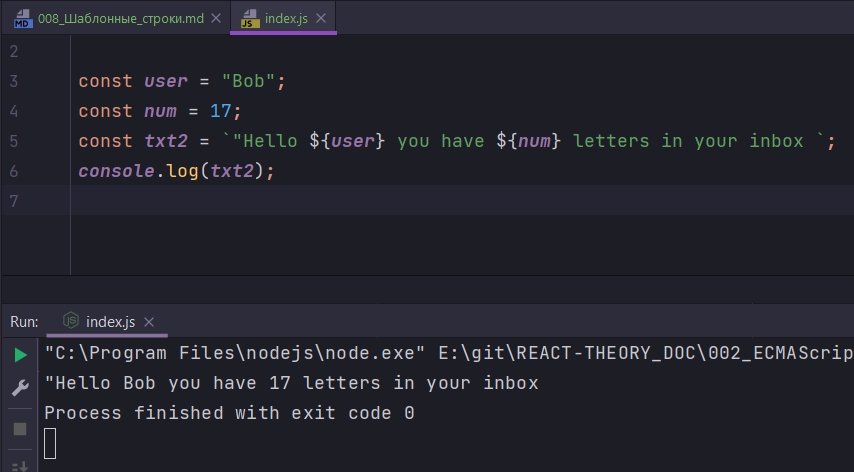 MD 008_Шаблонные_строки.md × JS index.js ×
2
3 const user = "Bob";
4 const num = 17;
5 const txt2 = `"Hello ${user} you have ${num} letters in your inbox `;
6 console.log(txt2);
7
Run: JS index.js ×
"C:\Program Files\nodejs\node.exe" E:\git\REACT-THEORY_DOC\002_ECMAScrip
"Hello Bob you have 17 letters in your inbox
Process finished with exit code 0